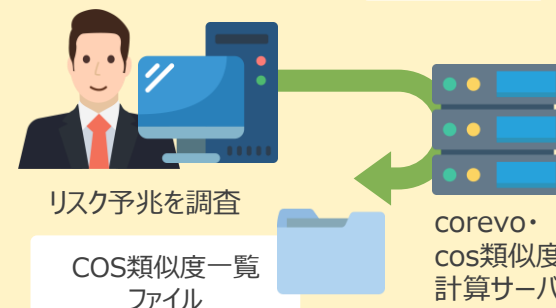 リスク予兆を調査
COS類似度一覧
ファイル
corevo・
cos類似度
計算サーバ